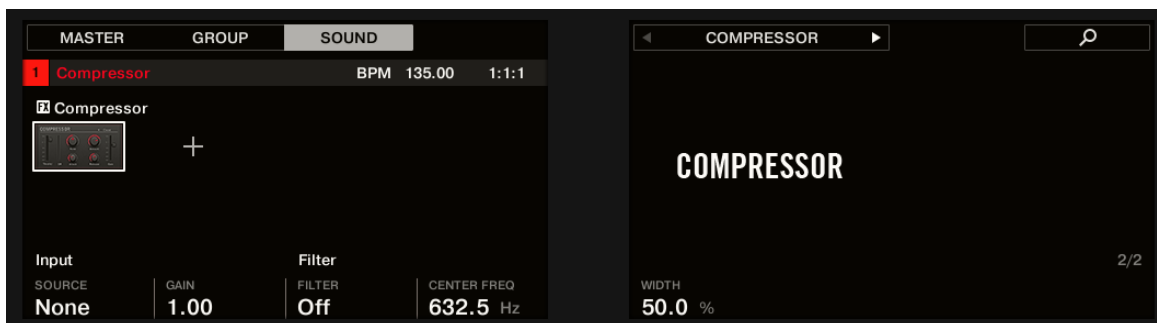 MASTER GROUP SOUND
1 Compressor BPM 135.00 1:1:1
FX Compressor
+
Input Filter
SOURCE GAIN FILTER CENTER FREQ
None 1.00 Off 632.5 Hz
COMPRESSOR
COMPRESSOR
2/2
WIDTH
50.0 %